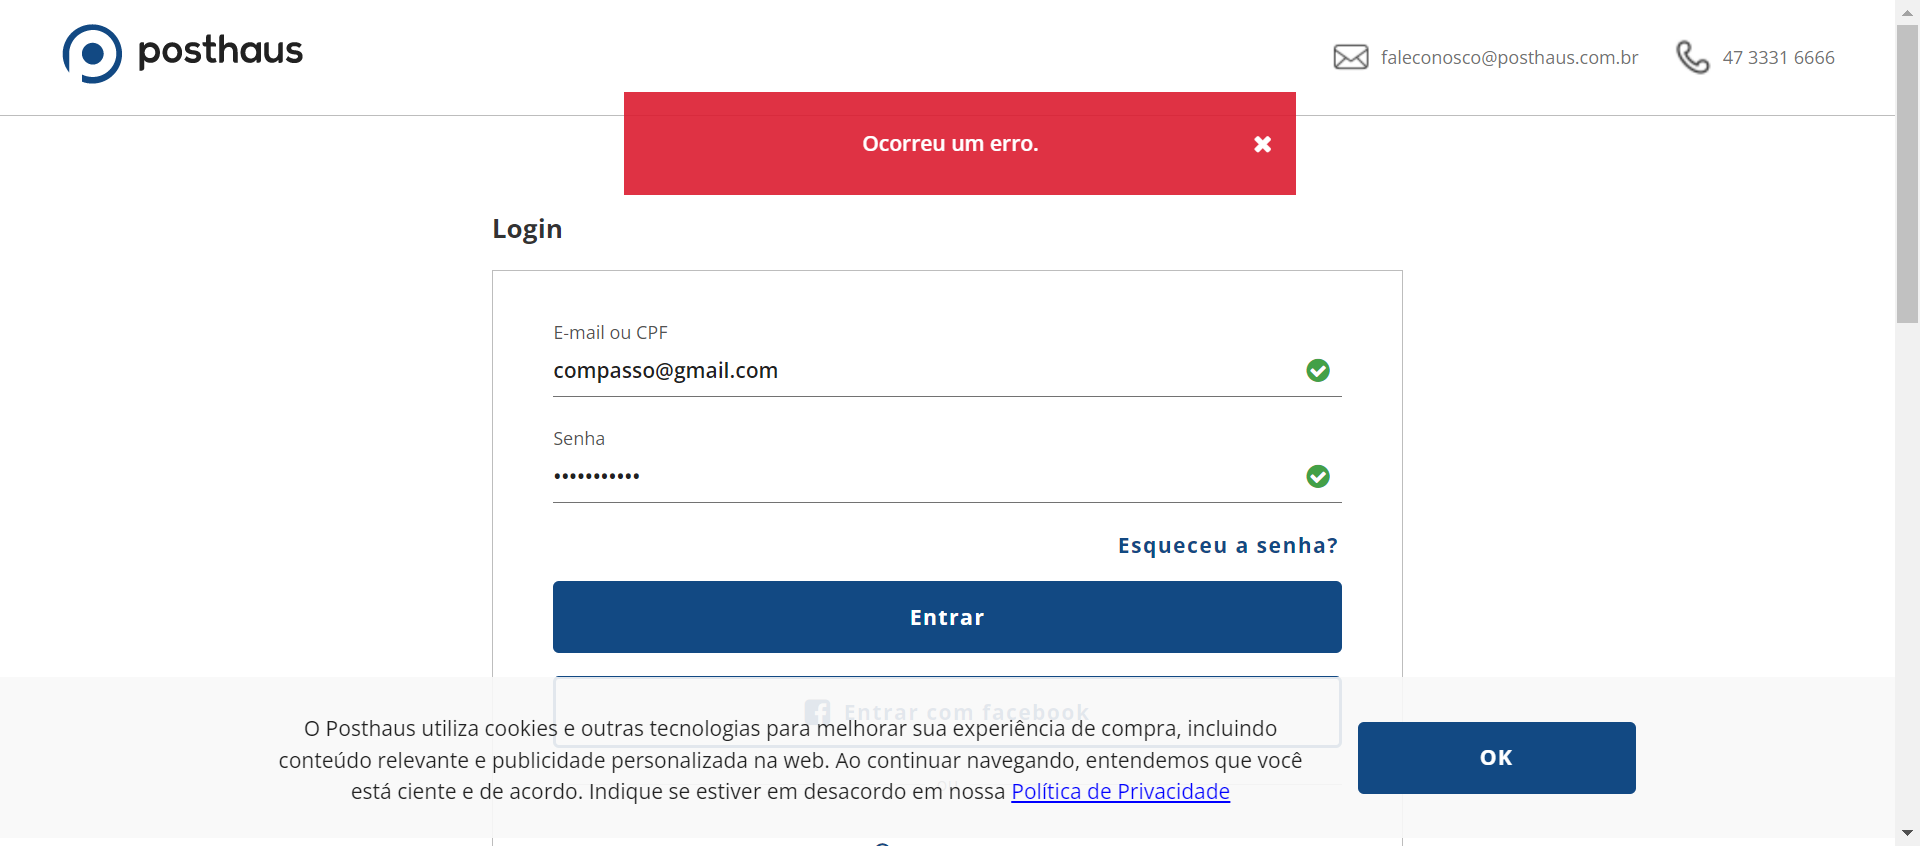 posthaus
faleconosco@posthaus.com.br
47 3331 6666
Ocorreu um erro.
Login
E-mail ou CPF
compasso@gmail.com
Senha
•••••••••••
Esqueceu a senha?
Entrar
Entrar com facebook
O Posthaus utiliza cookies e outras tecnologias para melhorar sua experiência de compra, incluindo
conteúdo relevante e publicidade personalizada na web. Ao continuar navegando, entendemos que você
está ciente e de acordo. Indique se estiver em desacordo em nossa Política de Privacidade
OK